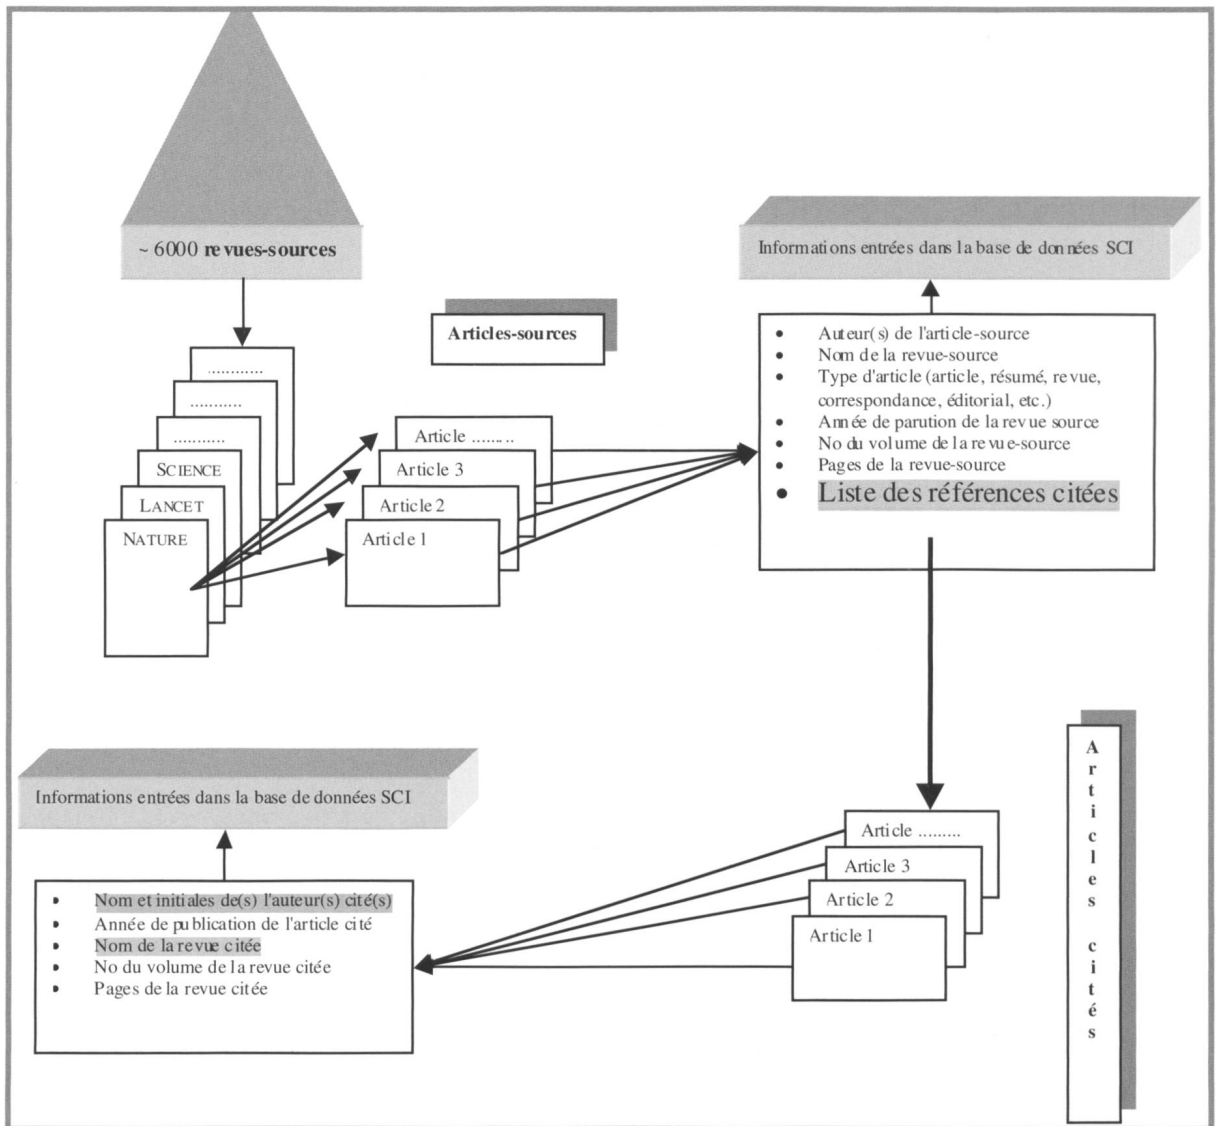 ~ 6000 revues-sources
Informations entrées dans la base de données SCI
Articles-sources
...........
...........
...........
SCIENCE
LANCET
NATURE
Article .........
Article 3
Article 2
Article 1
• Auteur(s) de l'article-source
• Nom de la revue-source
• Type d'article (article, résumé, revue,
correspondance, éditorial, etc.)
• Année de parution de la revue source
• No du volume de la revue-source
• Pages de la revue-source
• Liste des références citées
Articles cités
Informations entrées dans la base de données SCI
• Nom et initiales de(s) l'auteur(s) cité(s)
• Année de publication de l'article cité
• Nom de la revue citée
• No du volume de la revue citée
• Pages de la revue citée
Article .........
Article 3
Article 2
Article 1